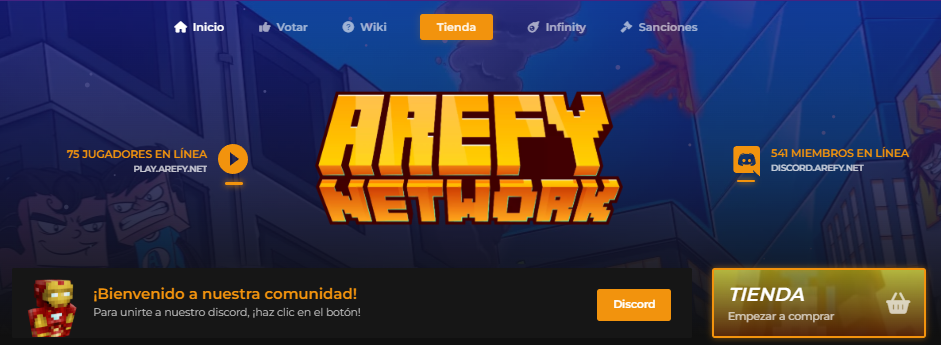 Inicio
Votar
Wiki
Tienda
Infinity
Sanciones
AREFY
NETWORK
75 JUGADORES EN LÍNEA
PLAY.AREFY.NET
541 MIEMBROS EN LÍNEA
DISCORD.AREFY.NET
¡Bienvenido a nuestra comunidad!
Para unirte a nuestro discord, ¡haz clic en el botón!
Discord
TIENDA
Empezar a comprar